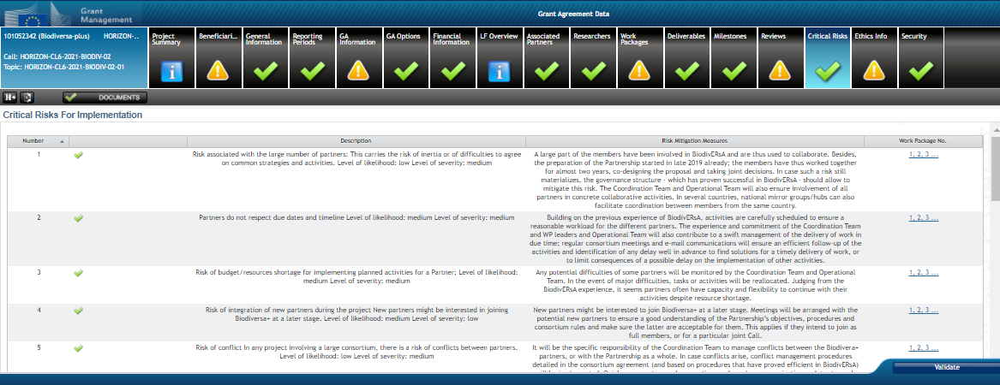 Grant
Management
Grant Agreement Data
101052342 (Biodiversa-plus) HORIZON-..
Call: HORIZON-CL6-2021-BIODIV-02
Topic: HORIZON-CL6-2021-BIODIV-02-01
Project
Summary
Beneficiari...
General
Information
Reporting
Periods
GA
Information
GA Options
Financial
Information
LF Overview
Associated
Partners
Researchers
Work
Packages
Deliverables
Milestones
Reviews
Critical Risks
Ethics Info
Security
DOCUMENTS
Critical Risks For Implementation
Number
Description
Risk Mitigation Measures
Work Package No.
1
Risk associated with the large number of partners: This carries the risk of inertia or of difficulties to agree
on common strategies and activities. Level of likelihood: low Level of severity: medium
A large part of the members have been involved in BiodivERsA and are thus used to collaborate. Besides,
the preparation of the Partnership started in late 2019 already; the members have thus worked together
for almost two years, co-designing the proposal and taking joint decisions. In case such a risk still
materializes, the governance structure - which has proven successful in BiodivERsA - should allow to
mitigate this risk. The Coordination Team and Operational Team will also ensure involvement of all
partners in concrete collaborative activities. In several countries, national mirror groups/hubs can also
facilitate coordination between members from the same country.
1, 2, 3 ...
2
Partners do not respect due dates and timeline Level of likelihood: medium Level of severity: medium
Building on the previous experience of BiodivERsA, activities are carefully scheduled to ensure a
reasonable workload for the different partners. The experience and commitment of the Coordination Team
and WP leaders and Operational Team will also contribute to a swift management of the delivery of work in
due time; regular consortium meetings and e-mail communications will ensure an efficient follow-up of the
activities and identification of any delay well in advance to find solutions for a timely delivery of work, or
to limit consequences of a possible delay on the implementation of other activities.
1, 2, 3 ...
3
Risk of budget/resources shortage for implementing planned activities for a Partner; Level of likelihood:
medium Level of severity: medium
Any potential difficulties of some partners will be monitored by the Coordination Team and Operational
Team. In the event of major difficulties, tasks or activities will be reallocated. Judging from the
BiodivERsA experience, it seems partners often have capacity and flexibility to continue with their
activities despite resource shortage.
1, 2, 3 ...
4
Risk of integration of new partners during the project New partners might be interested in joining
Biodiversa+ at a later stage. Level of likelihood: medium Level of severity: low
New partners might be interested to join Biodiversa+ at a later stage. Meetings will be arranged with the
potential new partners to ensure a good understanding of the Partnership's objectives, procedures and
consortium rules and make sure the latter are acceptable for them. This applies if they intend to join as
full members, or for a particular joint Call.
1, 2, 3 ...
5
Risk of conflict In any project involving a large consortium, there is a risk of conflicts between partners.
Level of likelihood: low Level of severity: medium
It will be the specific responsibility of the Coordination Team to manage conflicts between the Biodivera+
partners, or with the Partnership as a whole. In case conflicts arise, conflict management procedures
detailed in the consortium agreement (and based on procedures that have proved efficient in BiodivERsA)
1, 2, 3 ...
Validate